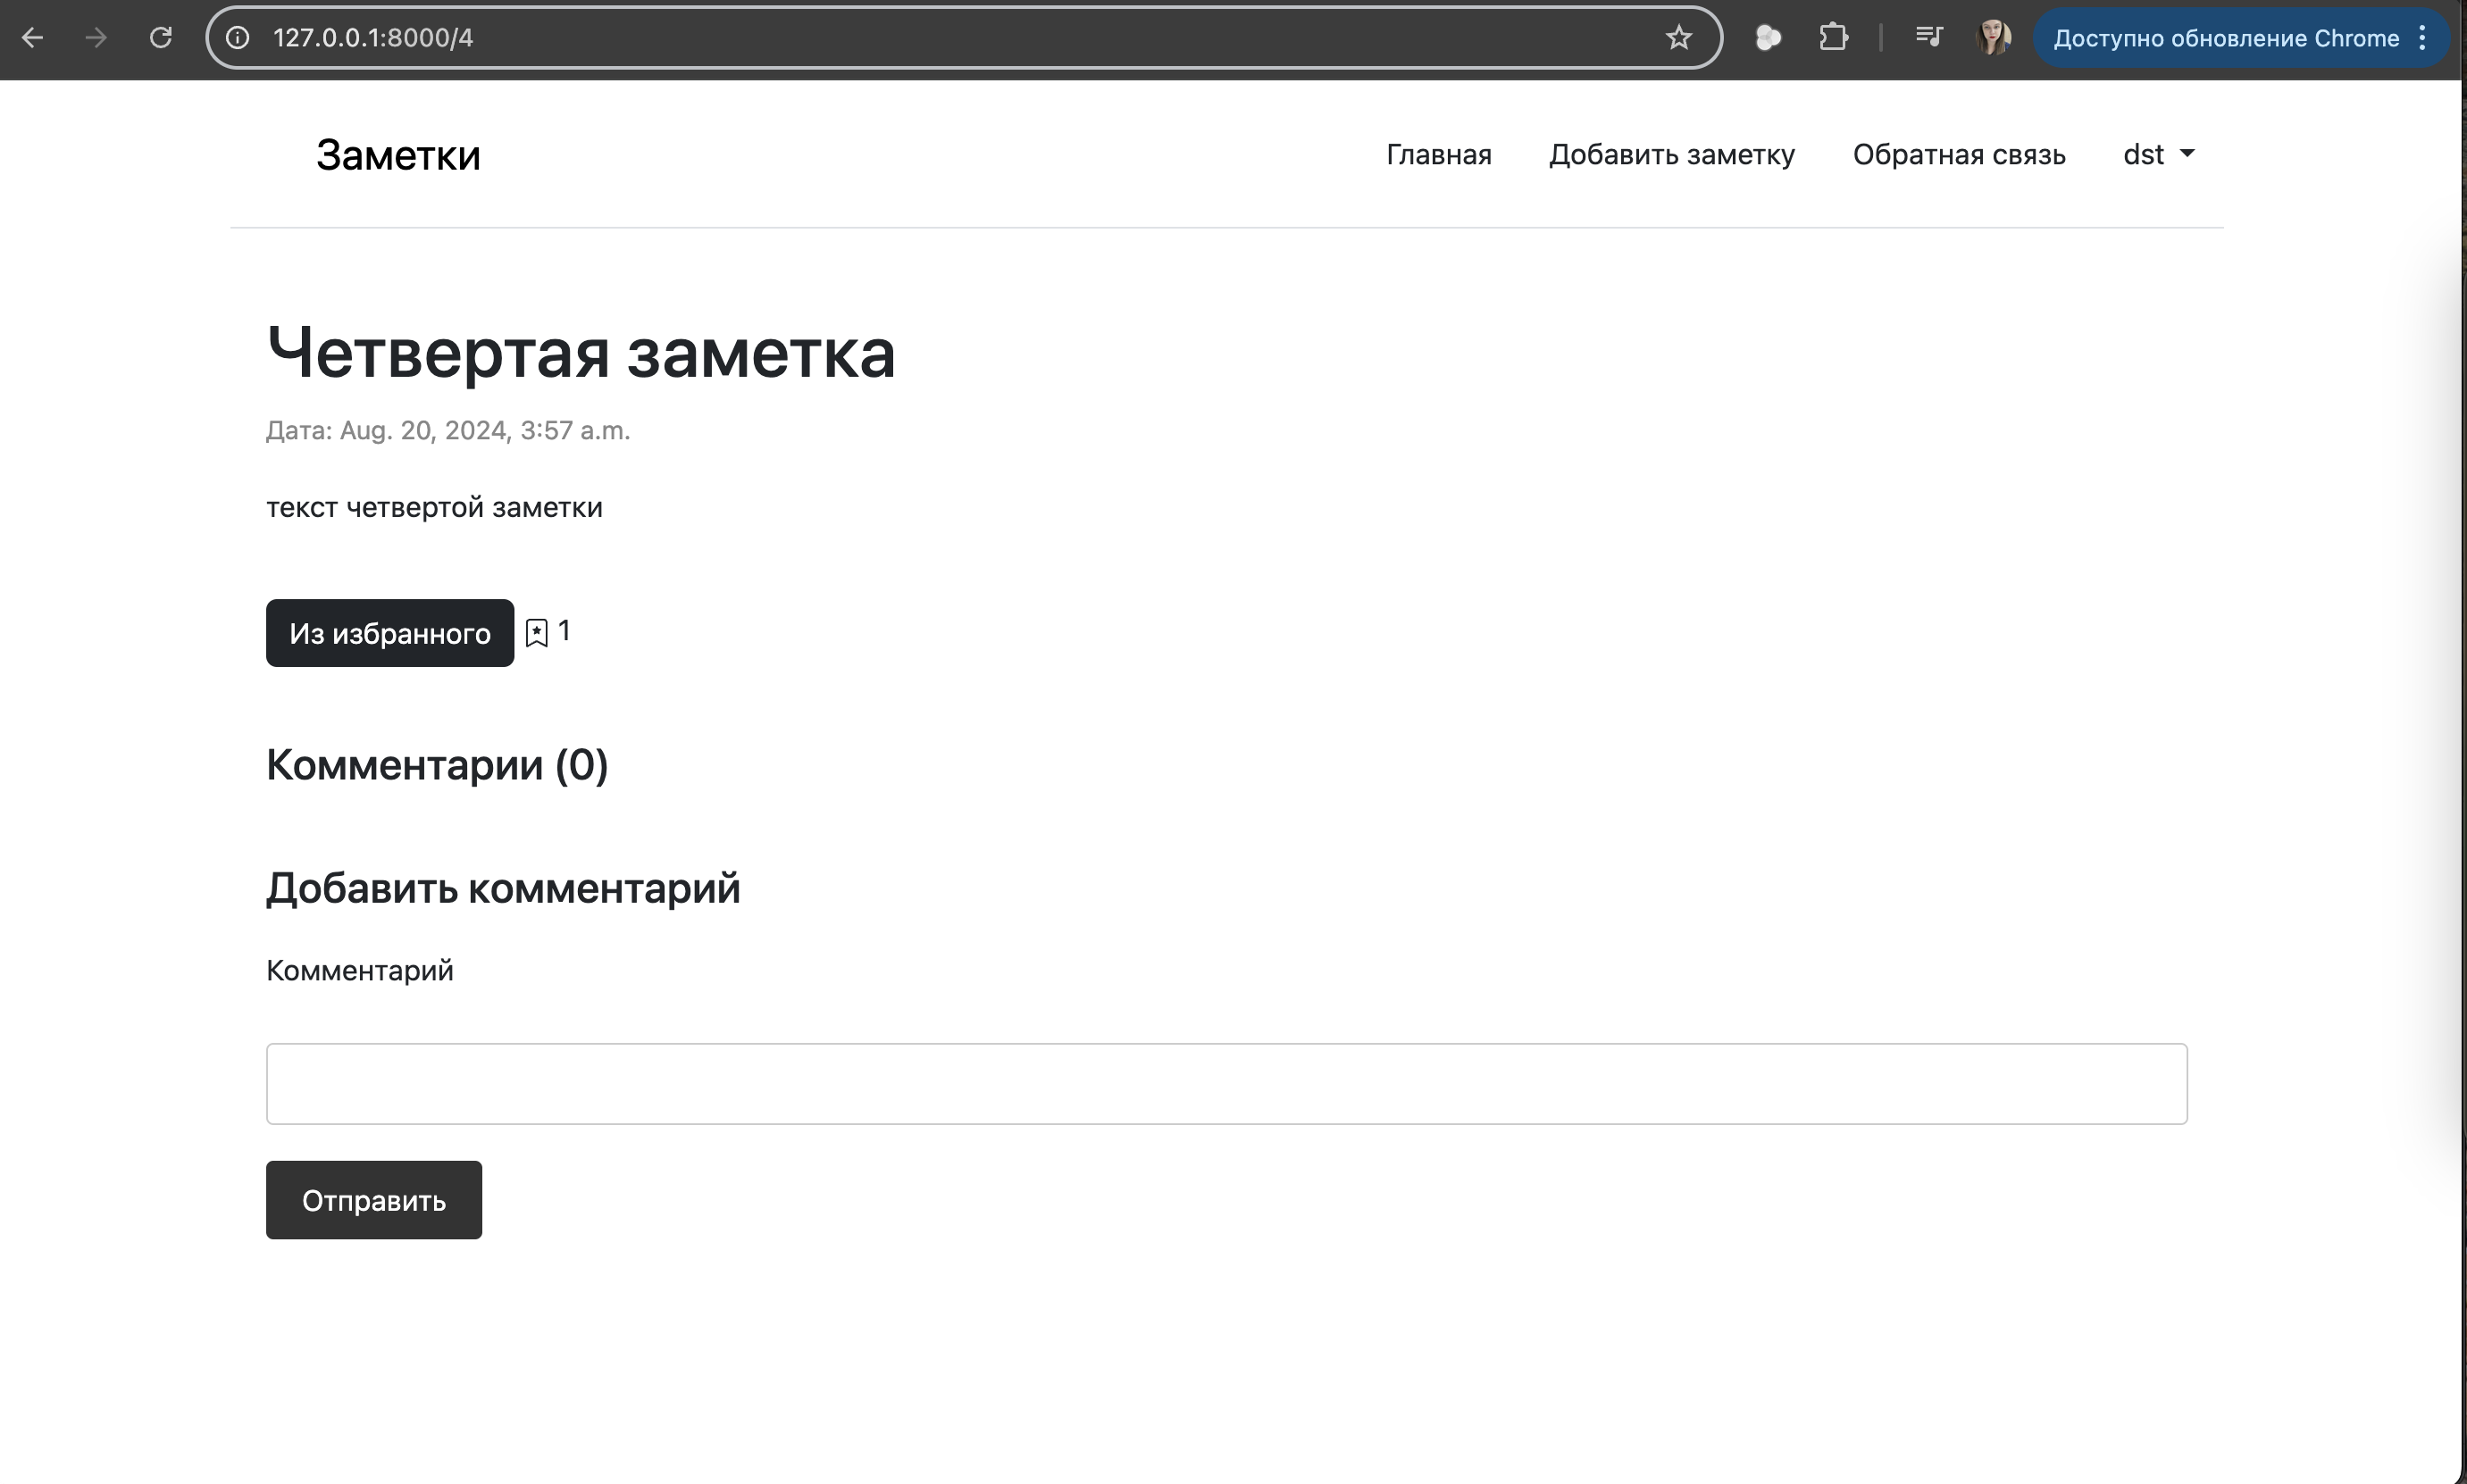 127.0.0.1:8000/4
Доступно обновление Chrome
Заметки
Главная
Добавить заметку
Обратная связь
dst
Четвертая заметка
Дата: Aug. 20, 2024, 3:57 a.m.
текст четвертой заметки
Из избранного 1
Комментарии (0)
Добавить комментарий
Комментарий
Отправить